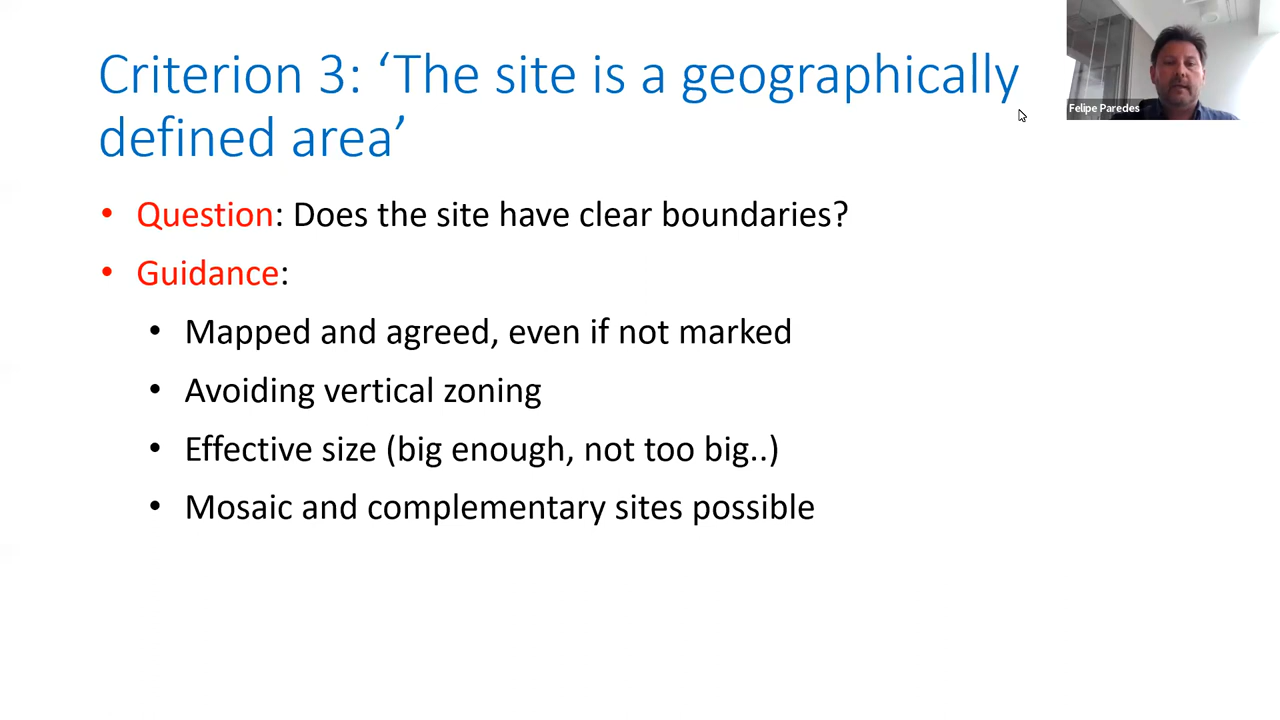 Criterion 3: ‘The site is a geographically
defined area’
Felipe Paredes
• Question: Does the site have clear boundaries?
• Guidance:
• Mapped and agreed, even if not marked
• Avoiding vertical zoning
• Effective size (big enough, not too big..)
• Mosaic and complementary sites possible